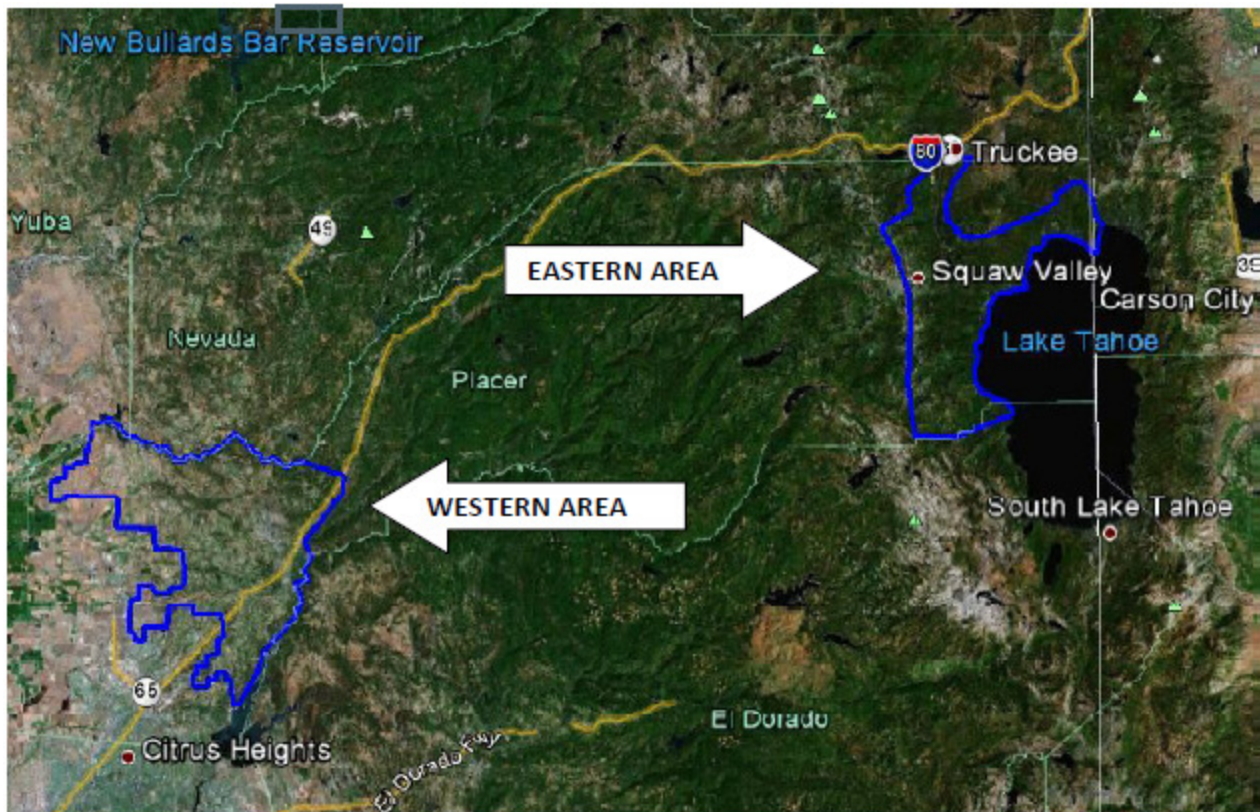 New Bullards Bar Reservoir
80
Truckee
Yuba
49
EASTERN AREA
Squaw Valley
39
Carson City
Nevada
Lake Tahoe
Placer
WESTERN AREA
South Lake Tahoe
65
El Dorado
Citrus Heights
El Dorado Fwy